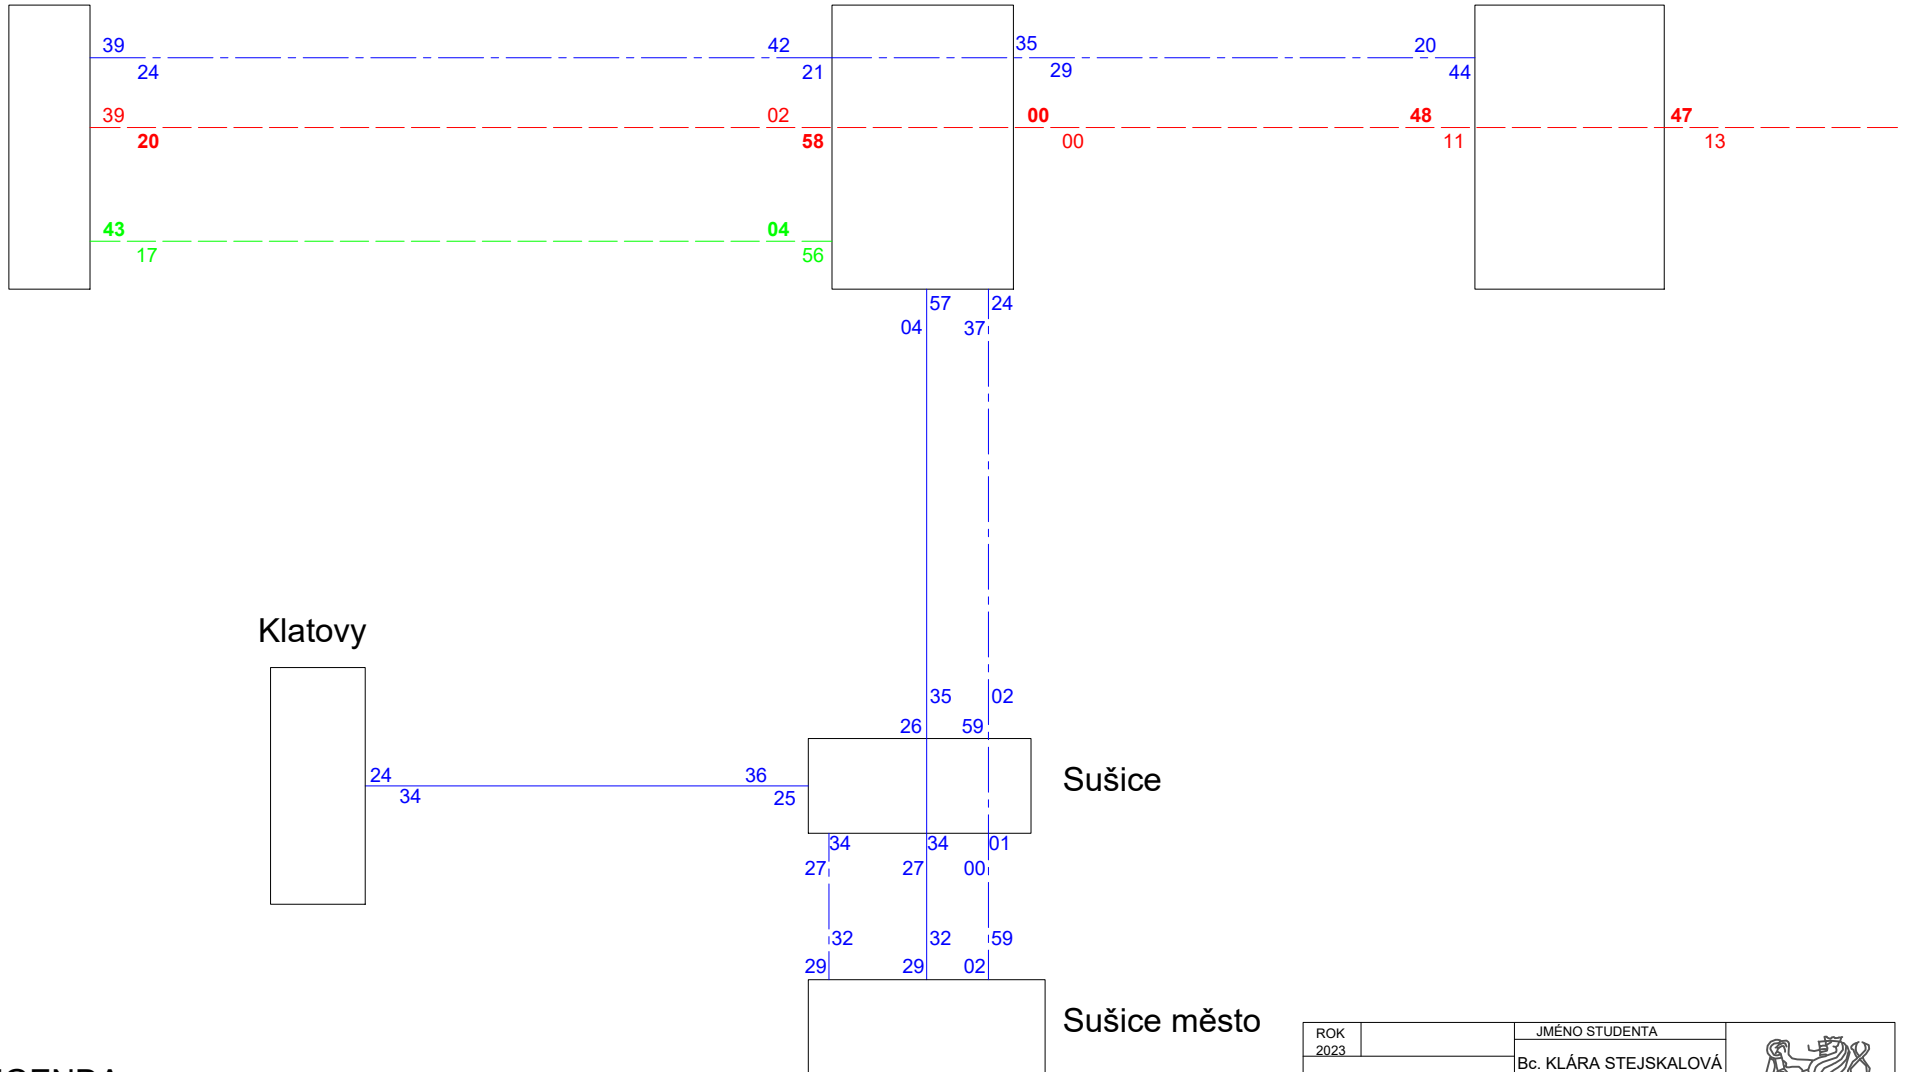 39 42 35 20
24 21 29 44
39 02 00 48 47
20 58 00 11 13
43 04
17 56
57 24
04 37
Klatovy
35 02
26 59
24 36
34 25
Sušice
34 34 01
27 27 00
32 32 59
29 29 02
Sušice město
ROK
2023
JMÉNO STUDENTA
Bc. KLÁRA STEJSKALOVÁ